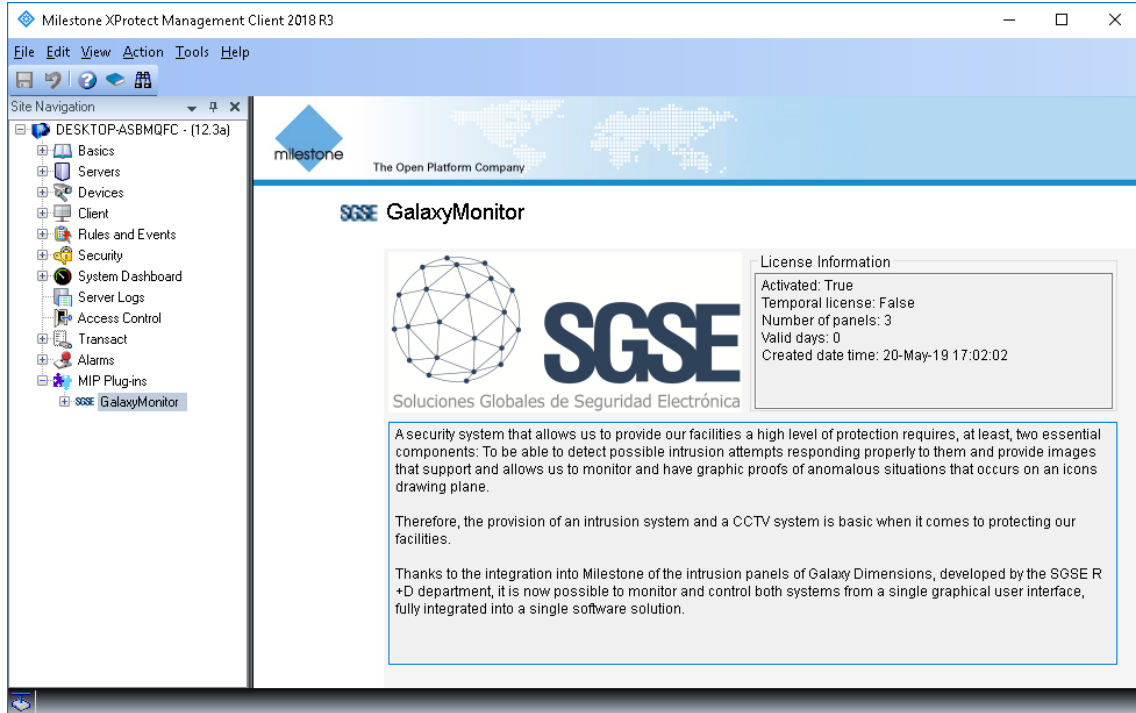 Milestone XProtect Management Client 2018 R3
File Edit View Action Tools Help
Site Navigation
DESKTOP-ASBMQFC - (12.3a)
Basics
Servers
Devices
Client
Rules and Events
Security
System Dashboard
Server Logs
Access Control
Transact
Alarms
MIP Plug-ins
SGSE GalaxyMonitor
milestone
The Open Platform Company
SGSE GalaxyMonitor
SGSE
Soluciones Globales de Seguridad Electrónica
License Information
Activated: True
Temporal license: False
Number of panels: 3
Valid days: 0
Created date time: 20-May-19 17:02:02
A security system that allows us to provide our facilities a high level of protection requires, at least, two essential
components: To be able to detect possible intrusion attempts responding properly to them and provide images
that support and allows us to monitor and have graphic proofs of anomalous situations that occurs on an icons
drawing plane.
Therefore, the provision of an intrusion system and a CCTV system is basic when it comes to protecting our
facilities.
Thanks to the integration into Milestone of the intrusion panels of Galaxy Dimensions, developed by the SGSE R
+D department, it is now possible to monitor and control both systems from a single graphical user interface,
fully integrated into a single software solution.